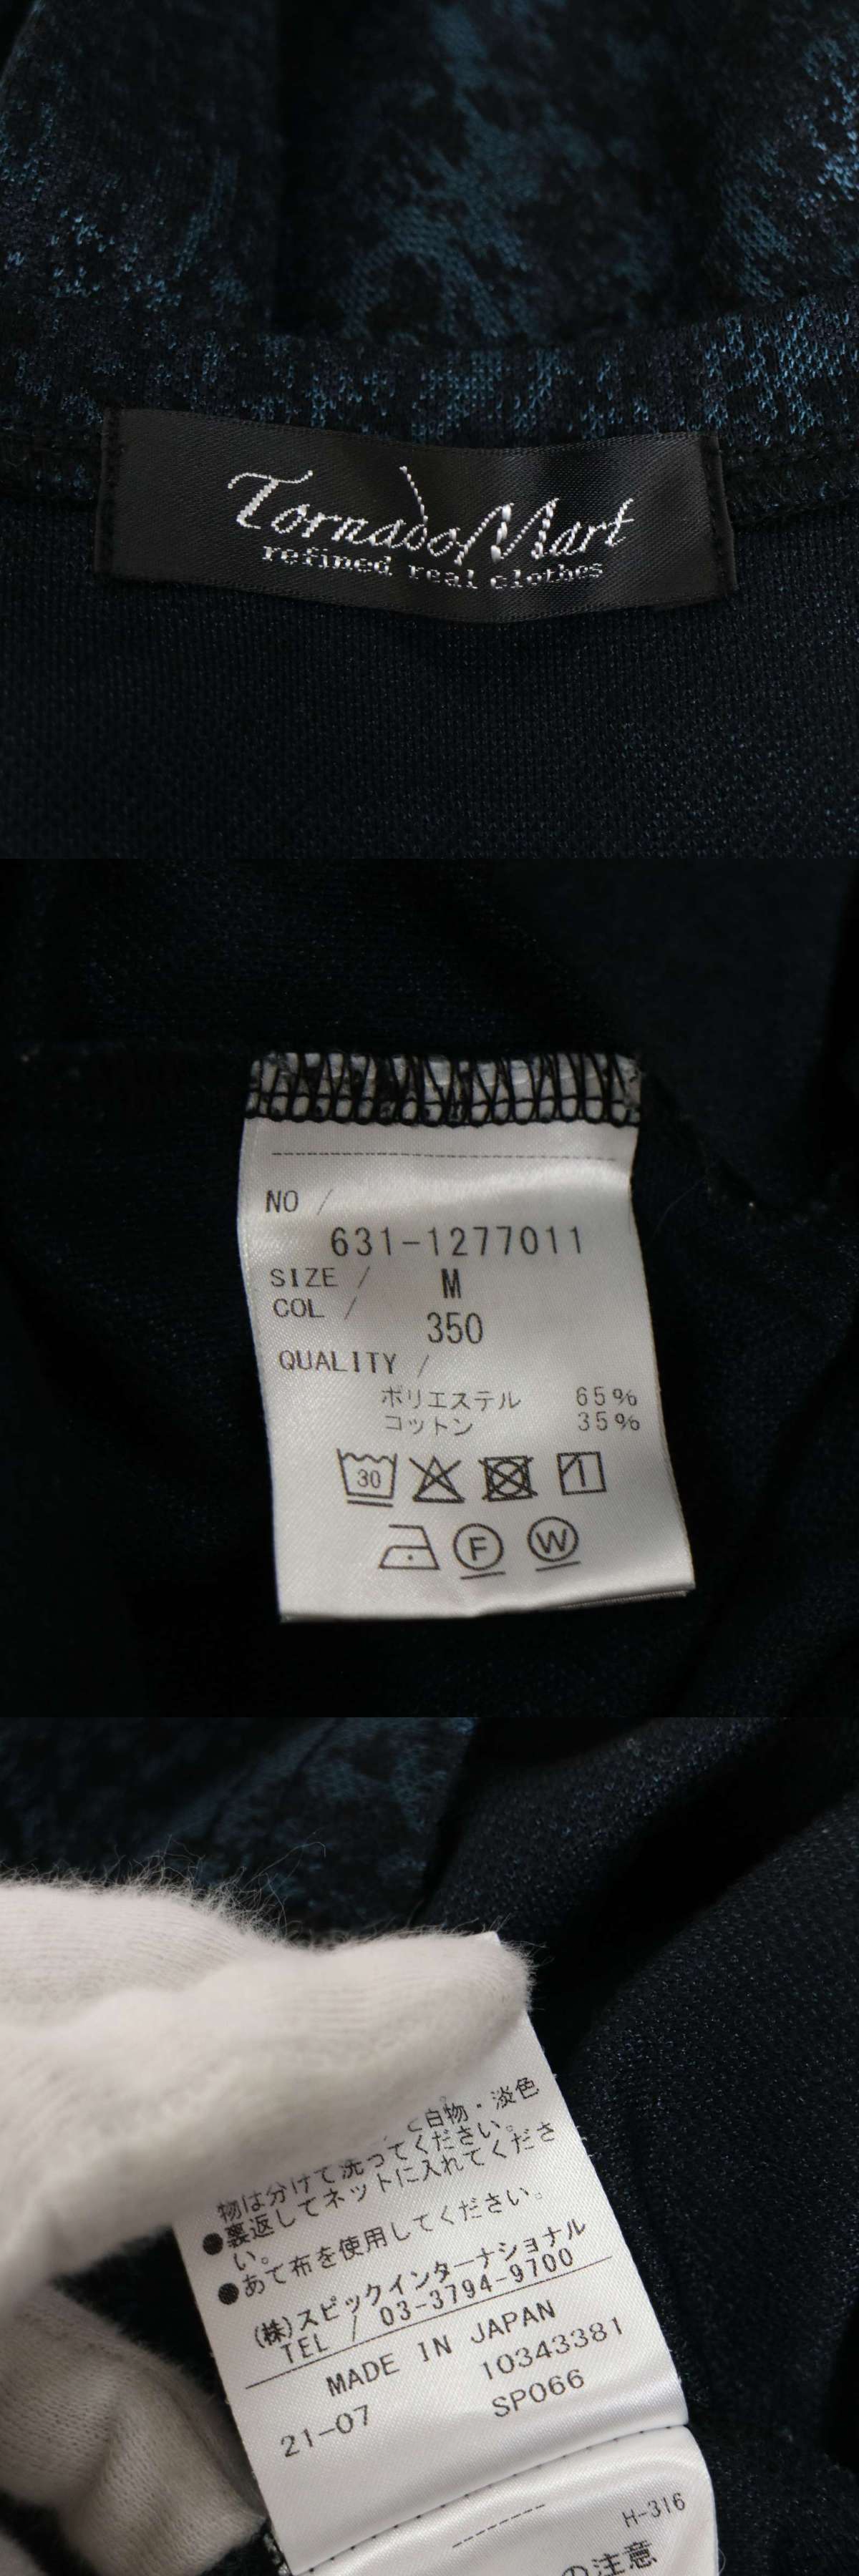 TornadoMart
refined real clothes
NO /
631-1277011
SIZE / M
COL / 350
QUALITY /
ポリエステル 65%
コットン 35%
30
F W
と白物・淡色
物は分けて洗ってください。
●裏返してネットに入れてくださ
い。
●あて布を使用してください。
(株)スピックインターナショナル
TEL / 03-3794-9700
MADE IN JAPAN
10343381
21-07 SP066
H-316
の注意